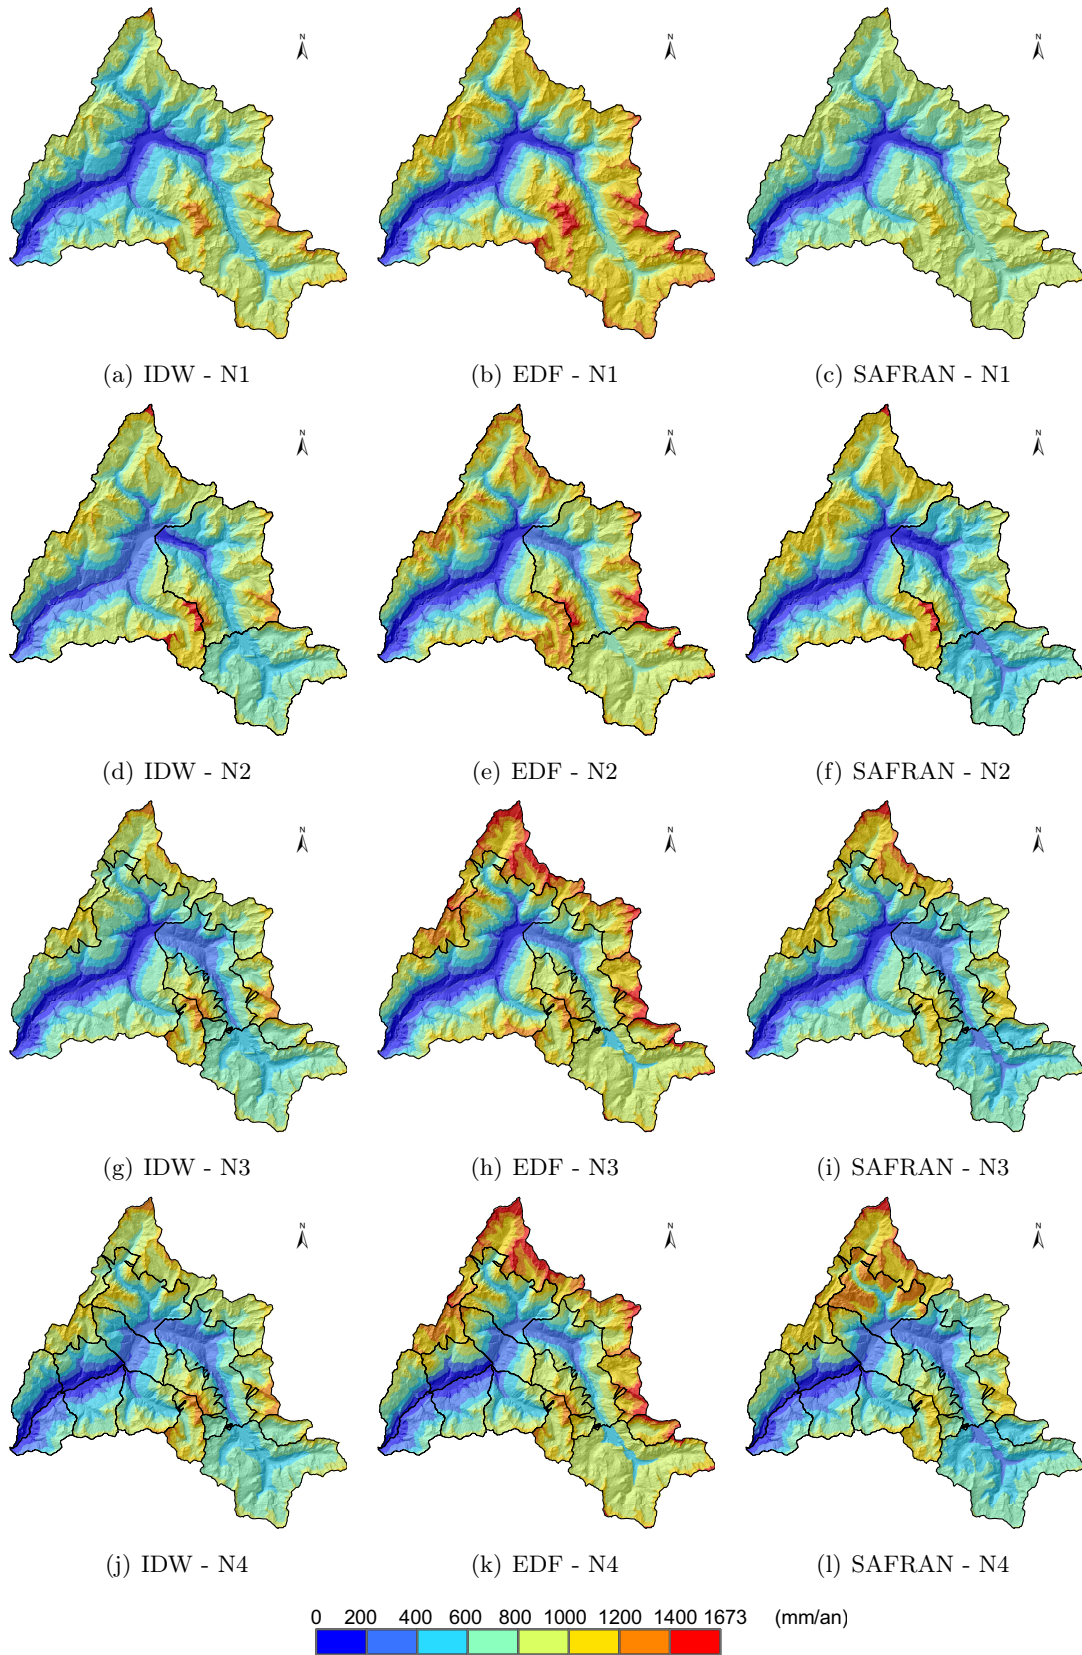 N N N
(a) IDW - N1 (b) EDF - N1 (c) SAFRAN - N1
N N N
(d) IDW - N2 (e) EDF - N2 (f) SAFRAN - N2
N N N
(g) IDW - N3 (h) EDF - N3 (i) SAFRAN - N3
N N N
(j) IDW - N4 (k) EDF - N4 (l) SAFRAN - N4
0 200 400 600 800 1000 1200 1400 1673 (mm/an)